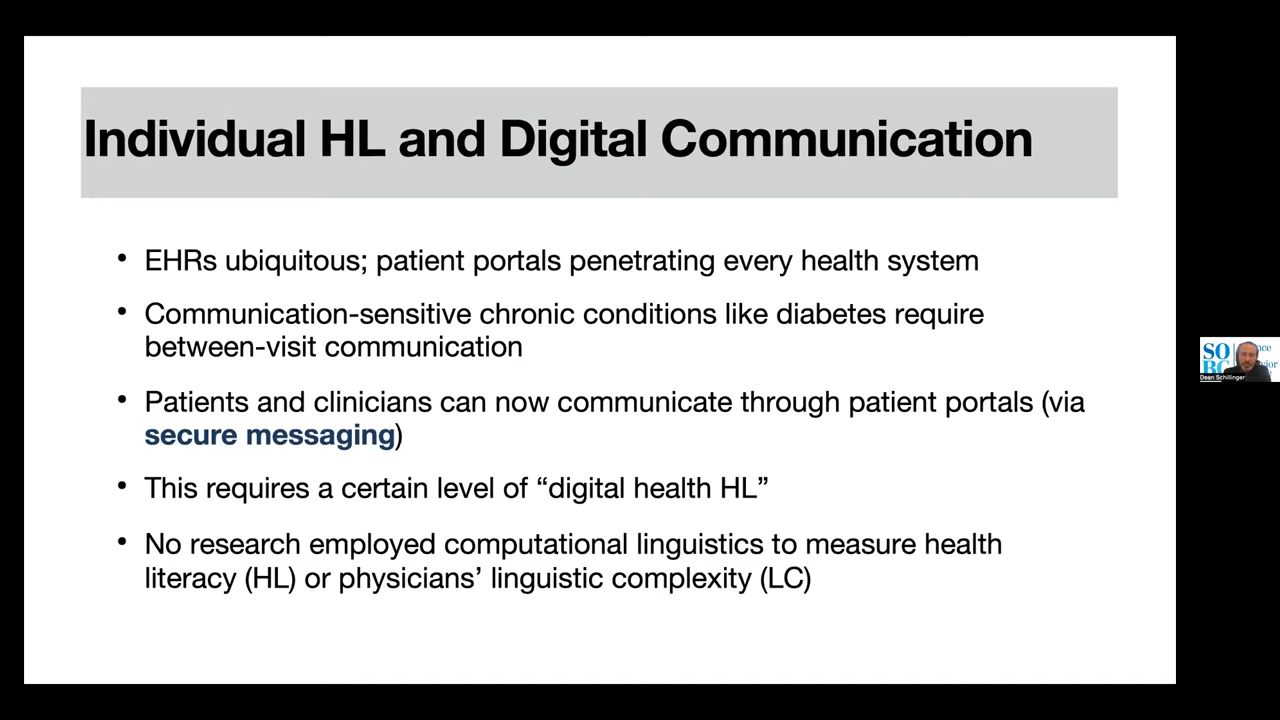 Individual HL and Digital Communication
• EHRs ubiquitous; patient portals penetrating every health system
• Communication-sensitive chronic conditions like diabetes require
between-visit communication
• Patients and clinicians can now communicate through patient portals (via
secure messaging)
• This requires a certain level of “digital health HL”
• No research employed computational linguistics to measure health
literacy (HL) or physicians’ linguistic complexity (LC)
SO
BC
Dean Schillinger